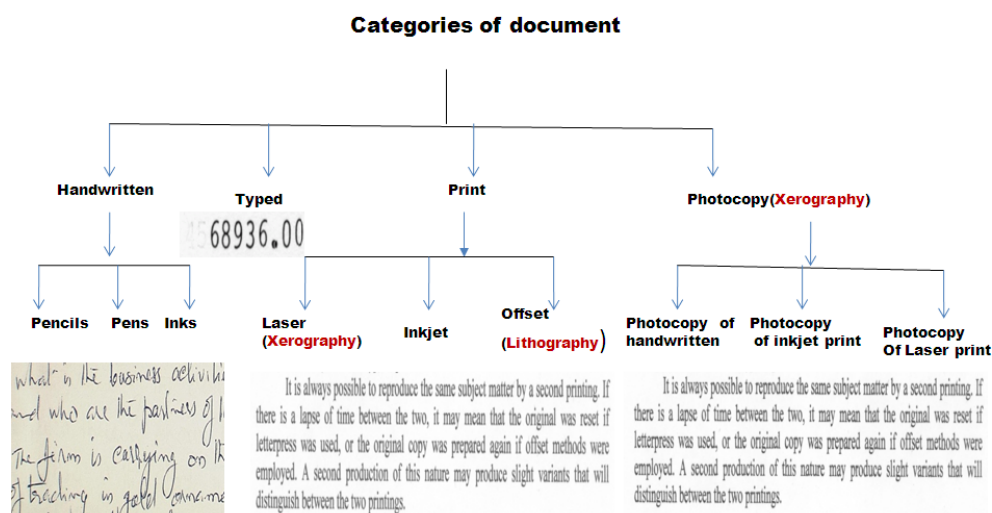 Categories of document
Handwritten
Typed
Print
Photocopy(Xerography)
68936.00
Pencils
Pens
Inks
Laser
(Xerography)
Inkjet
Offset
(Lithography)
Photocopy of
handwritten
Photocopy
of inkjet print
Photocopy
Of Laser print
what is the business activitie
and who are the partners of
The firm is carrying on th
of trading in gold orname
It is always possible to reproduce the same subject matter by a second printing. If
there is a lapse of time between the two, it may mean that the original was reset if
letterpress was used, or the original copy was prepared again if offset methods were
employed. A second production of this nature may produce slight variants that will
distinguish between the two printings.
It is always possible to reproduce the same subject matter by a second printing. If
there is a lapse of time between the two, it may mean that the original was reset if
letterpress was used, or the original copy was prepared again if offset methods were
employed. A second production of this nature may produce slight variants that will
distinguish between the two printings.